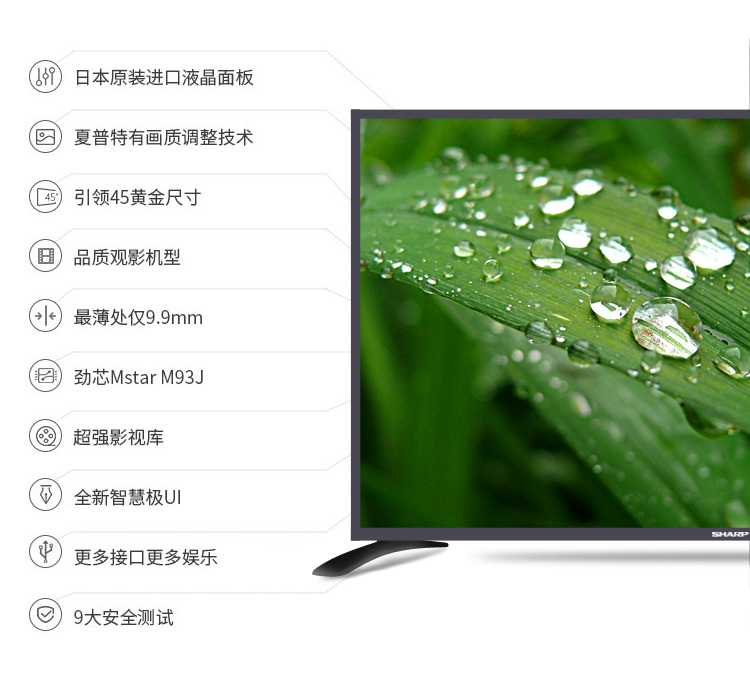 日本原装进口液晶面板
夏普特有画质调整技术
45°
引领45黄金尺寸
品质观影机型
最薄处仅9.9mm
劲芯Mstar M93J
超强影视库
全新智慧极UI
更多接口更多娱乐
SHARP
9大安全测试